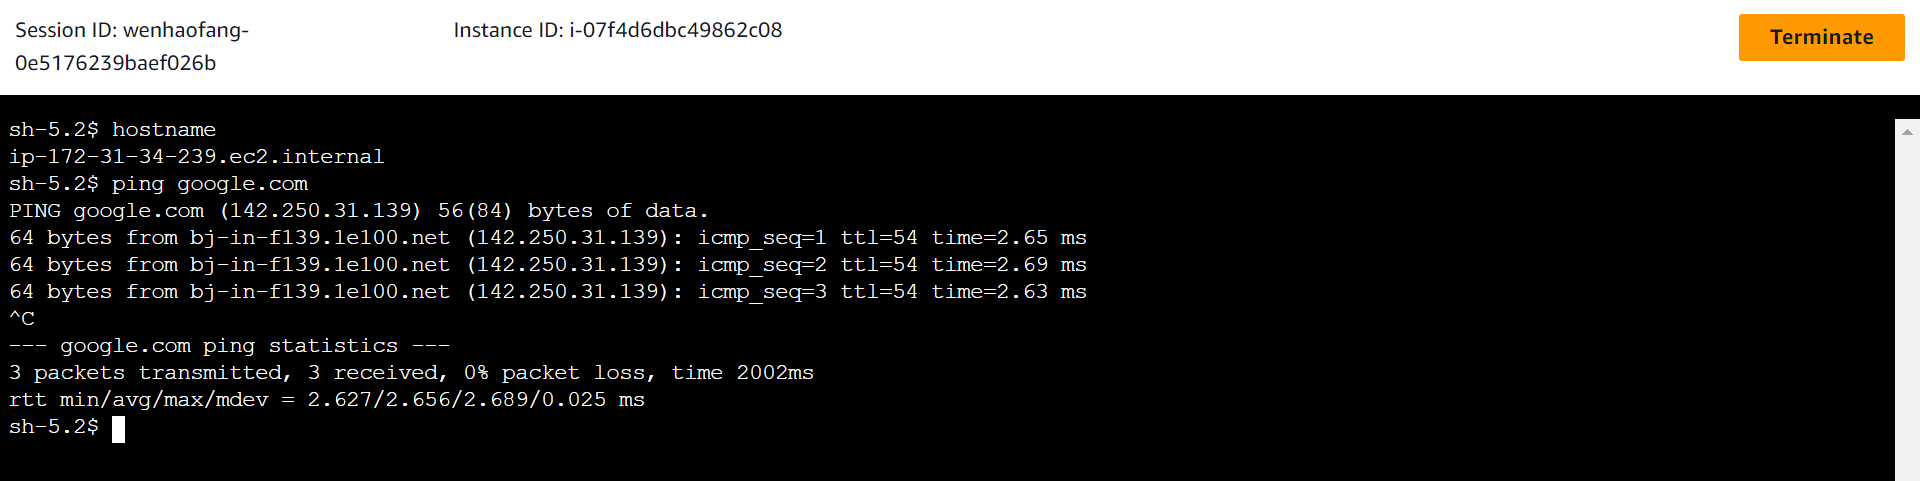 Session ID: wenhaofang-
0e5176239baef026b
Instance ID: i-07f4d6dbc49862c08
Terminate
sh-5.2$ hostname
ip-172-31-34-239.ec2.internal
sh-5.2$ ping google.com
PING google.com (142.250.31.139) 56(84) bytes of data.
64 bytes from bj-in-f139.1e100.net (142.250.31.139): icmp_seq=1 ttl=54 time=2.65 ms
64 bytes from bj-in-f139.1e100.net (142.250.31.139): icmp_seq=2 ttl=54 time=2.69 ms
64 bytes from bj-in-f139.1e100.net (142.250.31.139): icmp_seq=3 ttl=54 time=2.63 ms
^C
--- google.com ping statistics ---
3 packets transmitted, 3 received, 0% packet loss, time 2002ms
rtt min/avg/max/mdev = 2.627/2.656/2.689/0.025 ms
sh-5.2$